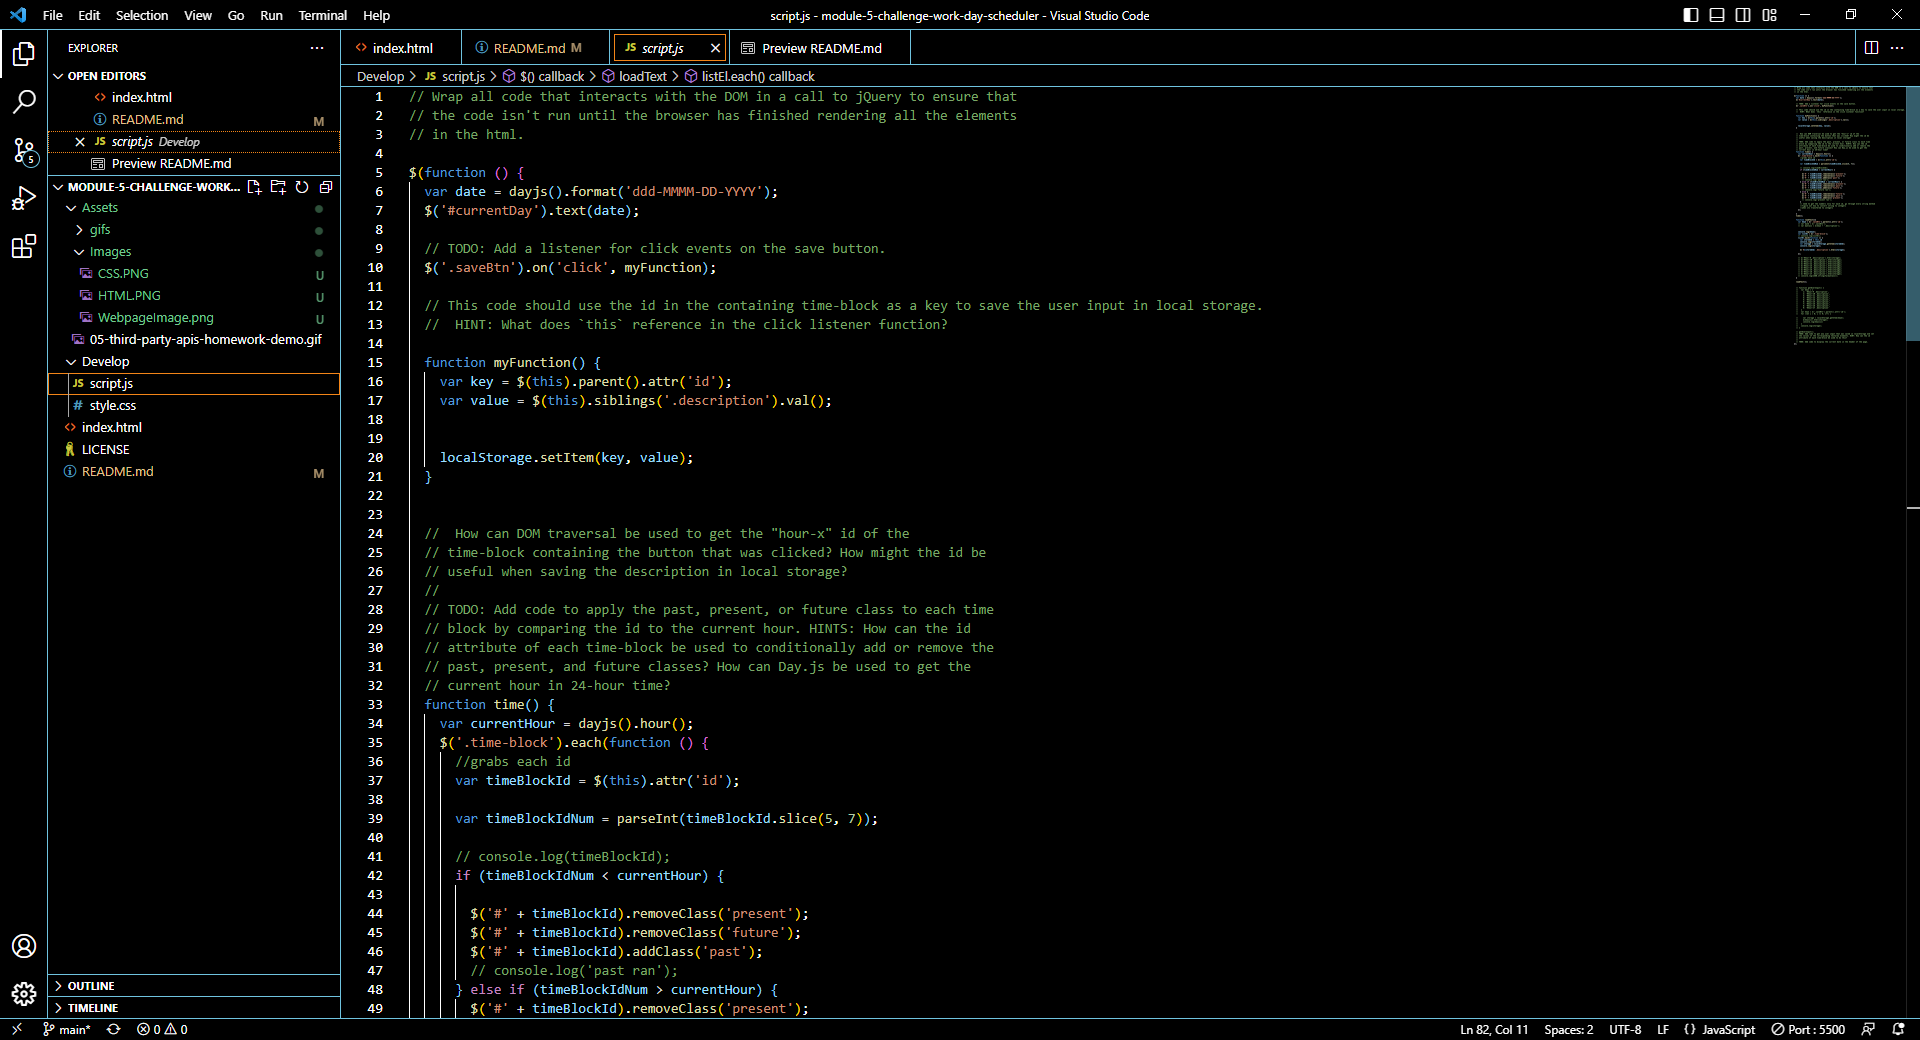 File Edit Selection View Go Run Terminal Help
script.js - module-5-challenge-work-day-scheduler - Visual Studio Code
EXPLORER
OPEN EDITORS
index.html
README.md M
JS script.js Develop
Preview README.md
MODULE-5-CHALLENGE-WORK...
Assets
gifs
Images
CSS.PNG U
HTML.PNG U
WebpageImage.png U
05-third-party-apis-homework-demo.gif
Develop
JS script.js
# style.css
index.html
LICENSE
README.md M
OUTLINE
TIMELINE
5
index.html
README.md M
JS script.js
Preview README.md
Develop > JS script.js > $() callback > loadText > listEl.each() callback
1 // Wrap all code that interacts with the DOM in a call to jQuery to ensure that
2 // the code isn't run until the browser has finished rendering all the elements
3 // in the html.
4
5 $(function () {
6 var date = dayjs().format('ddd-MMMM-DD-YYYY');
7 $('#currentDay').text(date);
8
9 // TODO: Add a listener for click events on the save button.
10 $('.saveBtn').on('click', myFunction);
11
12 // This code should use the id in the containing time-block as a key to save the user input in local storage.
13 //  HINT: What does `this` reference in the click listener function?
14
15 function myFunction() {
16 var key = $(this).parent().attr('id');
17 var value = $(this).siblings('.description').val();
18
19
20 localStorage.setItem(key, value);
21 }
22
23
24 //  How can DOM traversal be used to get the "hour-x" id of the
25 // time-block containing the button that was clicked? How might the id be
26 // useful when saving the description in local storage?
27 //
28 // TODO: Add code to apply the past, present, or future class to each time
29 // block by comparing the id to the current hour. HINTS: How can the id
30 // attribute of each time-block be used to conditionally add or remove the
31 // past, present, and future classes? How can Day.js be used to get the
32 // current hour in 24-hour time?
33 function time() {
34 var currentHour = dayjs().hour();
35 $('.time-block').each(function () {
36 //grabs each id
37 var timeBlockId = $(this).attr('id');
38
39 var timeBlockIdNum = parseInt(timeBlockId.slice(5, 7));
40
41 // console.log(timeBlockId);
42 if (timeBlockIdNum < currentHour) {
43
44 $('#' + timeBlockId).removeClass('present');
45 $('#' + timeBlockId).removeClass('future');
46 $('#' + timeBlockId).addClass('past');
47 // console.log('past ran');
48 } else if (timeBlockIdNum > currentHour) {
49 $('#' + timeBlockId).removeClass('present');
main* 0 0
Ln 82, Col 11 Spaces: 2 UTF-8 LF {} JavaScript Port : 5500